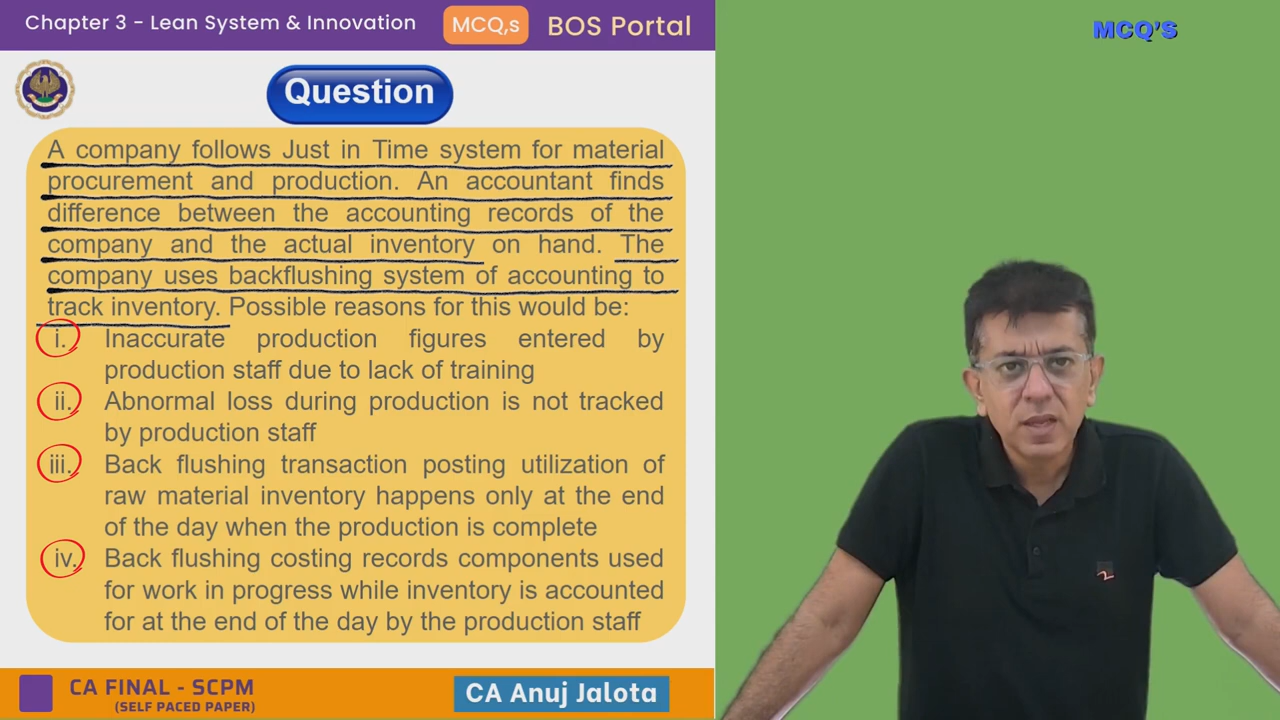 Chapter 3 - Lean System & Innovation
MCQ,s
BOS Portal
MCQ'S
Question
A company follows Just in Time system for material
procurement and production. An accountant finds
difference between the accounting records of the
company and the actual inventory on hand. The
company uses backflushing system of accounting to
track inventory. Possible reasons for this would be:
i. Inaccurate production figures entered by
production staff due to lack of training
ii. Abnormal loss during production is not tracked
by production staff
iii. Back flushing transaction posting utilization of
raw material inventory happens only at the end
of the day when the production is complete
iv. Back flushing costing records components used
for work in progress while inventory is accounted
for at the end of the day by the production staff
CA FINAL - SCPM
(SELF PACED PAPER)
CA Anuj Jalota